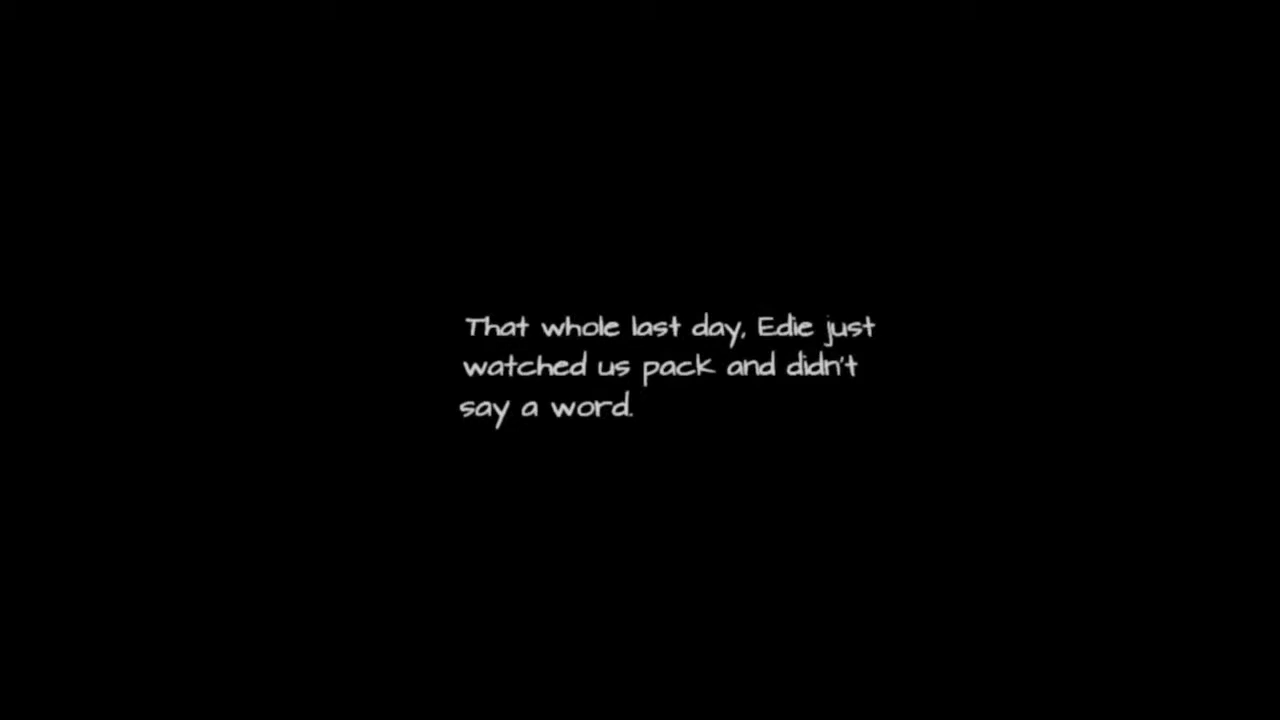 That whole last day, Edie just
watched us pack and didn't
say a word.